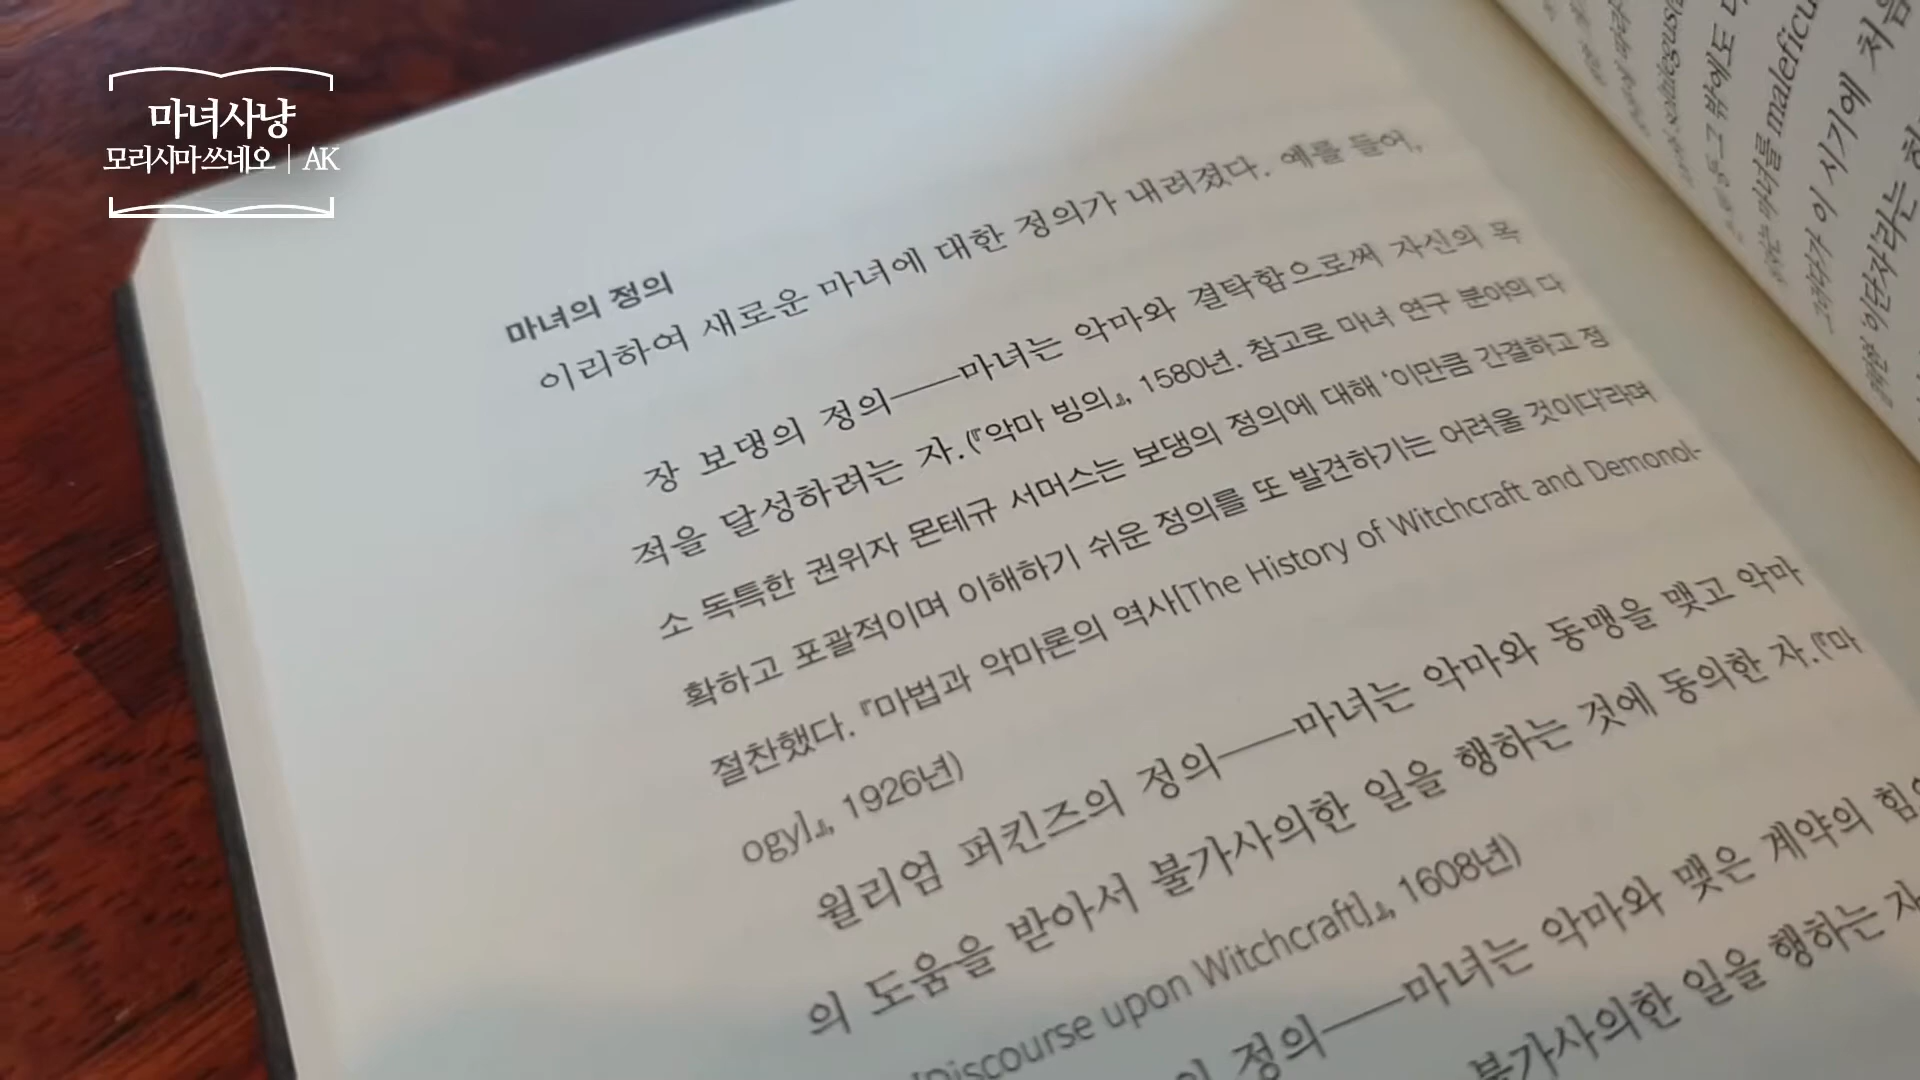 마녀사냥
모리시마쓰네오 | AK
마녀의 정의
이리하여 새로운 마녀에 대한 정의가 내려졌다. 예를 들어,
장 보댕의 정의──마녀는 악마와 결탁함으로써 자신의 목
적을 달성하려는 자.(『악마 빙의』, 1580년. 참고로 마녀 연구 분야의 다
소 독특한 권위자 몬테규 서머스는 보댕의 정의에 대해 '이만큼 간결하고 정
확하고 포괄적이며 이해하기 쉬운 정의를 또 발견하기는 어려울 것이다'라며
절찬했다. 『마법과 악마론의 역사[The History of Witchcraft and Demonol-
ogy]』, 1926년)
윌리엄 퍼킨즈의 정의──마녀는 악마와 동맹을 맺고 악마
의 도움을 받아서 불가사의한 일을 행하는 것에 동의한 자.(『마
[Discourse upon Witchcraft]』, 1608년)
정의──마녀는 악마와 맺은 계약의 힘
불가사의한 일을 행하는 자
sortilegus
그 밖에도
마녀를 maleficu
이 시기에 처음
'이단자'라는